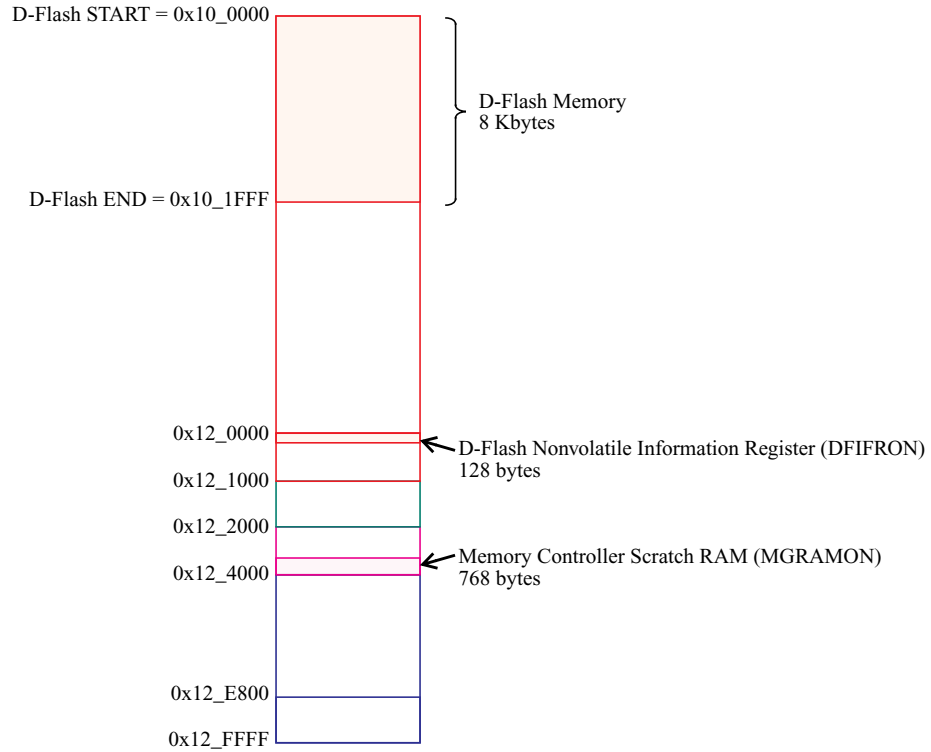 D-Flash START = 0x10_0000
D-Flash Memory
8 Kbytes
D-Flash END = 0x10_1FFF
0x12_0000
D-Flash Nonvolatile Information Register (DFIFRON)
128 bytes
0x12_1000
0x12_2000
Memory Controller Scratch RAM (MGRAMON)
0x12_4000
768 bytes
0x12_E800
0x12_FFFF